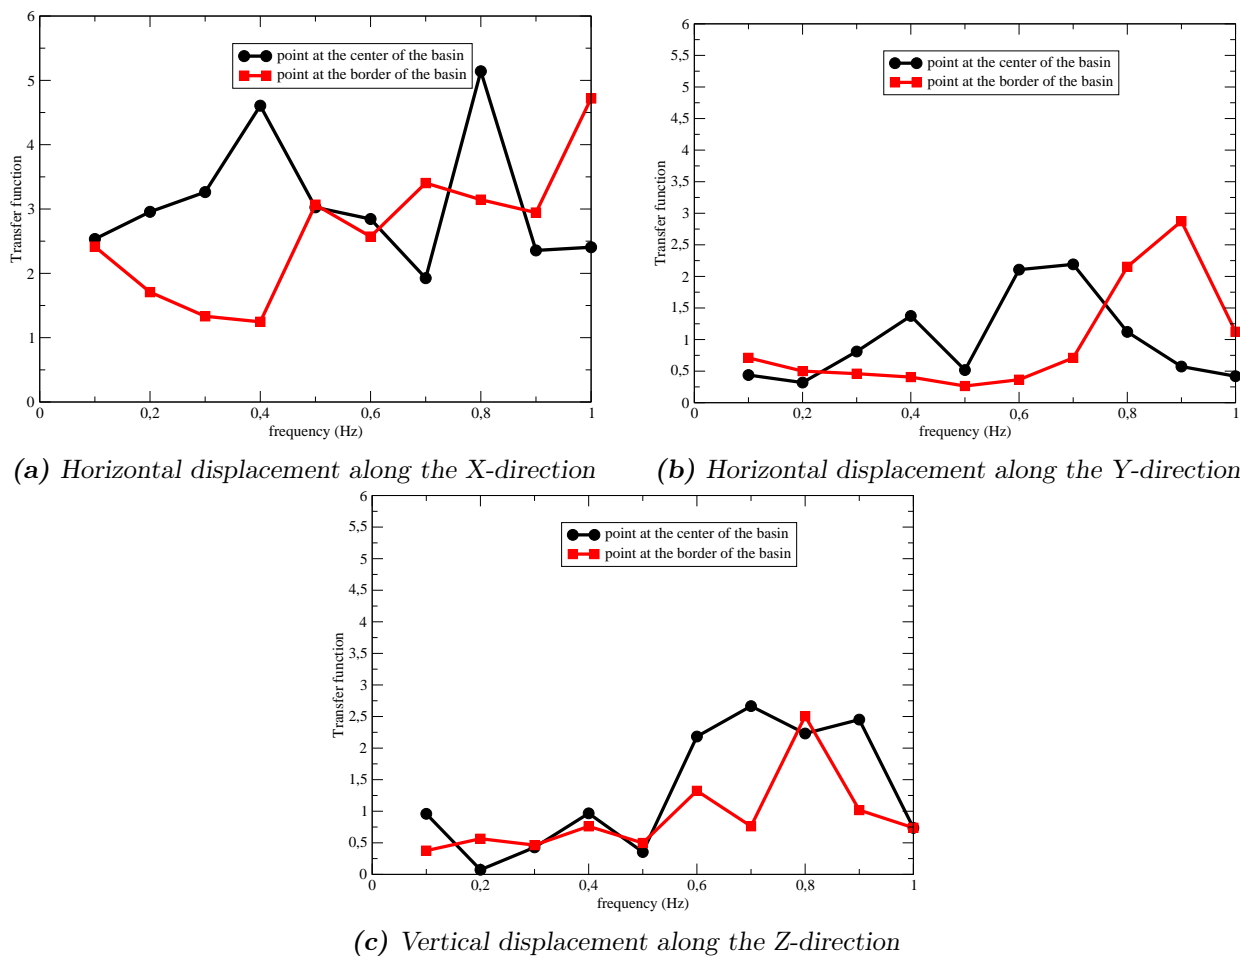 6
5
4
3
2
1
0
Transfer function
point at the center of the basin
point at the border of the basin
0 0,2 0,4 0,6 0,8 1
frequency (Hz)
(a) Horizontal displacement along the X-direction
6
5,5
5
4,5
4
3,5
3
2,5
2
1,5
1
0,5
0
Transfer function
point at the center of the basin
point at the border of the basin
0 0,2 0,4 0,6 0,8 1
frequency (Hz)
(b) Horizontal displacement along the Y-direction
6
5,5
5
4,5
4
3,5
3
2,5
2
1,5
1
0,5
0
Transfer function
point at the center of the basin
point at the border of the basin
0 0,2 0,4 0,6 0,8 1
frequency (Hz)
(c) Vertical displacement along the Z-direction